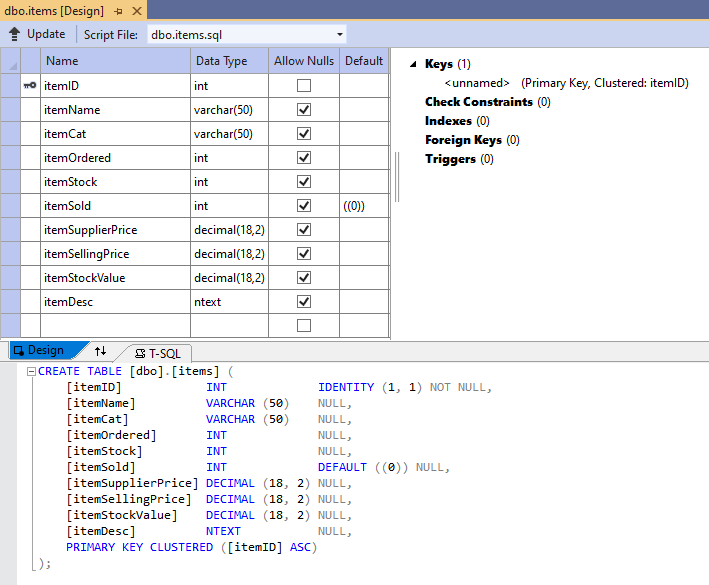 dbo.items [Design]
Update Script File: dbo.items.sql
Name Data Type Allow Nulls Default
itemID int
itemName varchar(50)
itemCat varchar(50)
itemOrdered int
itemStock int
itemSold int ((0))
itemSupplierPrice decimal(18,2)
itemSellingPrice decimal(18,2)
itemStockValue decimal(18,2)
itemDesc ntext
Keys (1)
<unnamed> (Primary Key, Clustered: itemID)
Check Constraints (0)
Indexes (0)
Foreign Keys (0)
Triggers (0)
Design T-SQL
CREATE TABLE [dbo].[items] (
[itemID] INT IDENTITY (1, 1) NOT NULL,
[itemName] VARCHAR (50) NULL,
[itemCat] VARCHAR (50) NULL,
[itemOrdered] INT NULL,
[itemStock] INT NULL,
[itemSold] INT DEFAULT ((0)) NULL,
[itemSupplierPrice] DECIMAL (18, 2) NULL,
[itemSellingPrice] DECIMAL (18, 2) NULL,
[itemStockValue] DECIMAL (18, 2) NULL,
[itemDesc] NTEXT NULL,
PRIMARY KEY CLUSTERED ([itemID] ASC)
);